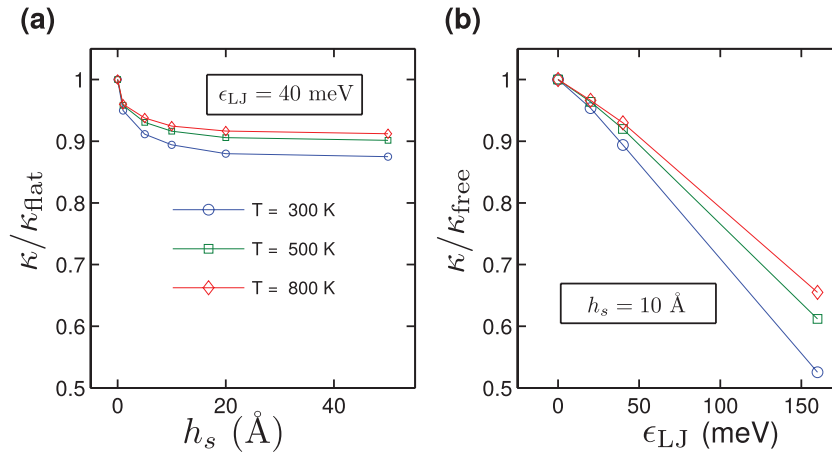 (a)
κ/κflat
1
0.9
0.8
0.7
0.6
0.5
ϵLJ = 40 meV
T = 300 K
T = 500 K
T = 800 K
0 20 40
hs (Å)
(b)
κ/κfree
1
0.9
0.8
0.7
0.6
0.5
hs = 10 Å
0 50 100 150
ϵLJ (meV)